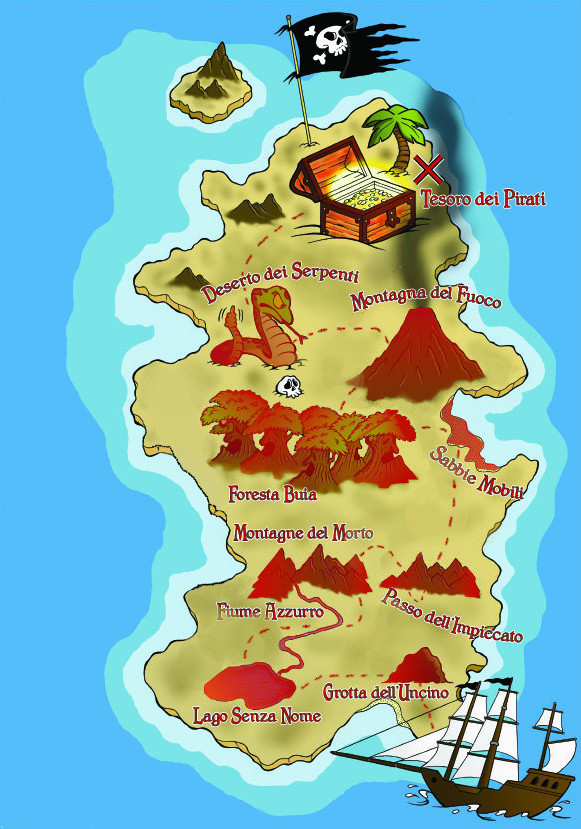 Tesoro dei Pirati
Deserto dei Serpenti
Montagna del Fuoco
Sabbie Mobili
Foresta Buia
Montagne del Morto
Fiume Azzurro
Passo dell'Impiccato
Grotta dell'Uncino
Lago Senza Nome